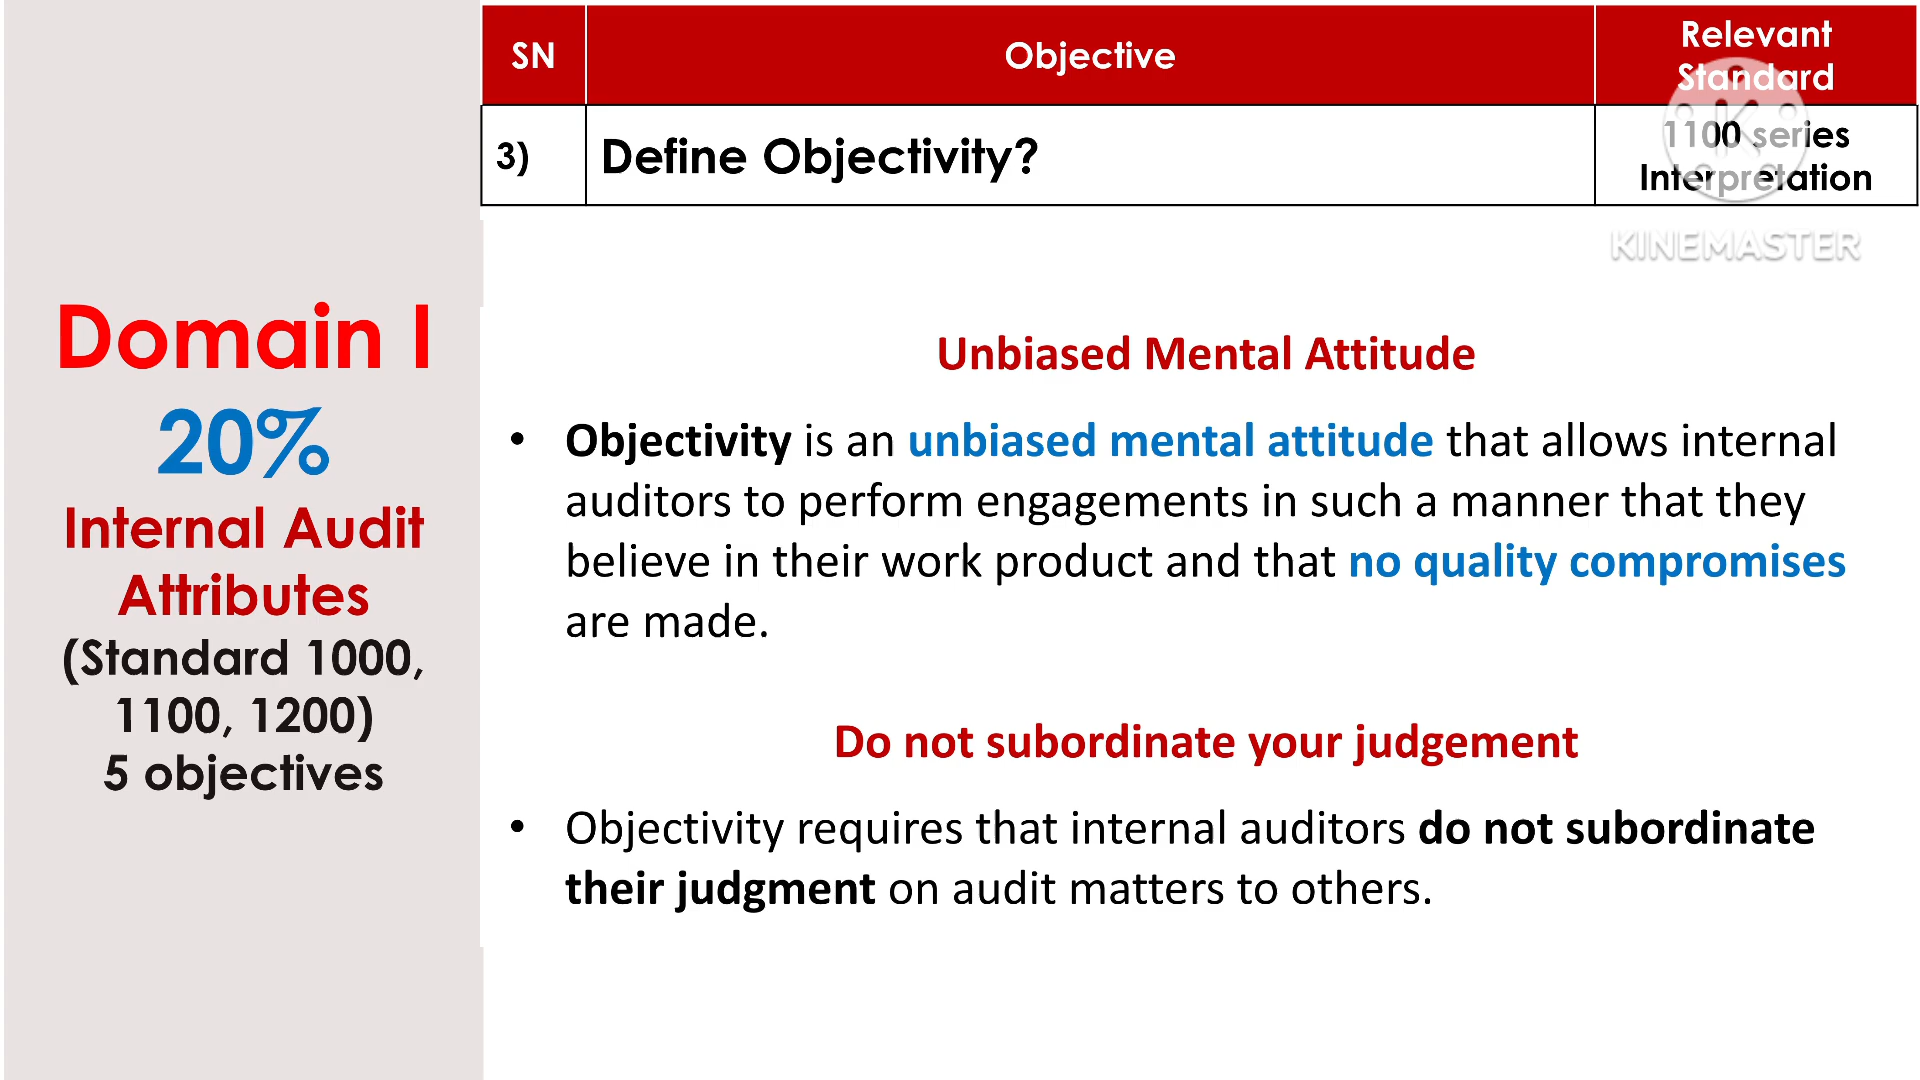 SN
Objective
Relevant
Standard
3)
Define Objectivity?
1100 series
Interpretation
KINEMASTER
Domain I
20%
Internal Audit
Attributes
(Standard 1000,
1100, 1200)
5 objectives
Unbiased Mental Attitude
• Objectivity is an unbiased mental attitude that allows internal
auditors to perform engagements in such a manner that they
believe in their work product and that no quality compromises
are made.
Do not subordinate your judgement
• Objectivity requires that internal auditors do not subordinate
their judgment on audit matters to others.